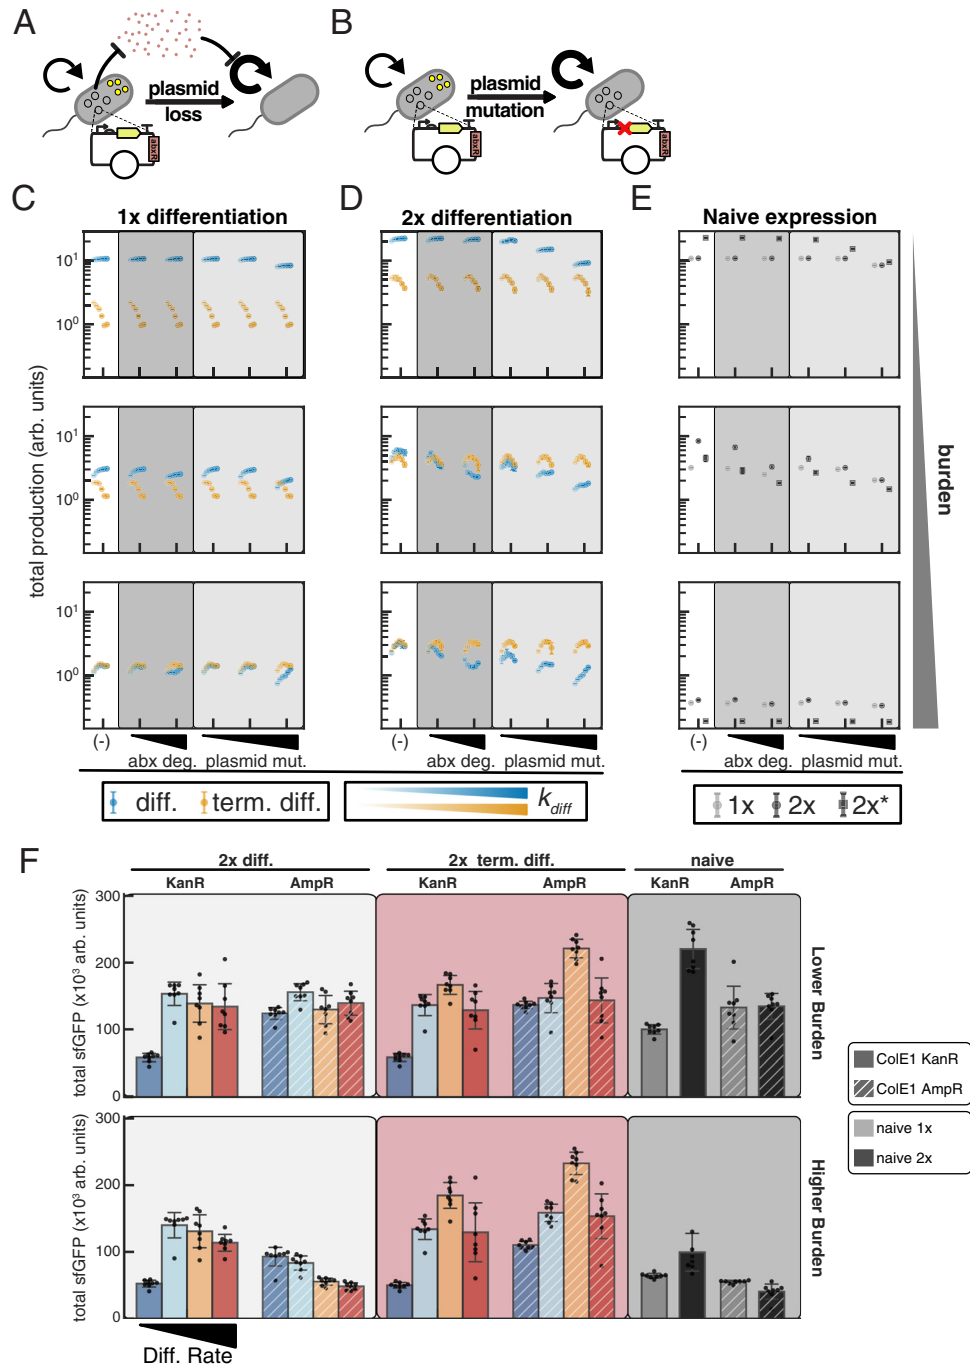 A
B
plasmid
loss
abxR
plasmid
mutation
abxR
abxR
C
D
E
1x differentiation
2x differentiation
Naive expression
total production (arb. units)
10¹
10⁰
10¹
10⁰
10¹
10⁰
burden
(-)
abx deg.
plasmid mut.
(-)
abx deg.
plasmid mut.
(-)
abx deg.
plasmid mut.
diff.
term. diff.
k_diff
1x
2x
2x*
F
2x diff.
2x term. diff.
naive
KanR
AmpR
KanR
AmpR
KanR
AmpR
total sfGFP (x10³ arb. units)
300
200
100
0
Lower Burden
total sfGFP (x10³ arb. units)
300
200
100
0
Higher Burden
ColE1 KanR
ColE1 AmpR
naive 1x
naive 2x
Diff. Rate